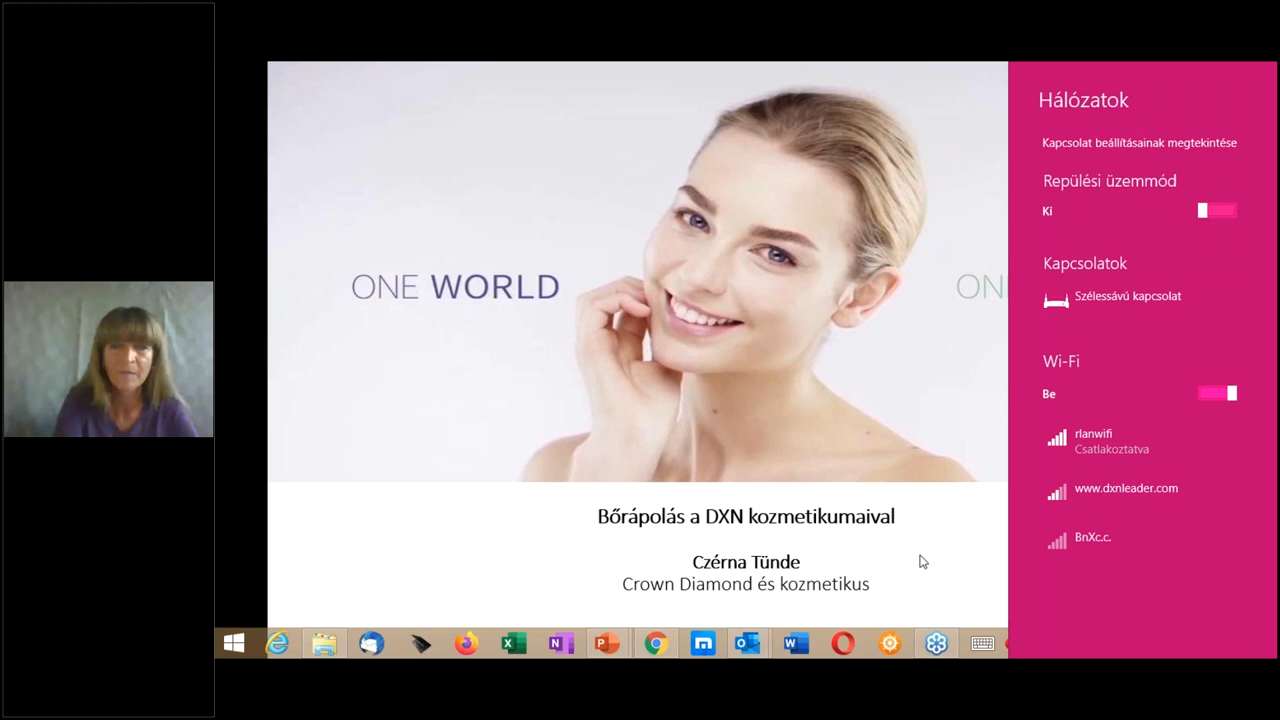 ONE WORLD
ON
Bőrápolás a DXN kozmetikumaival
Czérna Tünde
Crown Diamond és kozmetikus
Hálózatok
Kapcsolat beállításainak megtekintése
Repülési üzemmód
Ki
Kapcsolatok
Szélessávú kapcsolat
Wi-Fi
Be
rlanwifi
Csatlakoztatva
www.dxnleader.com
BnXc.c.